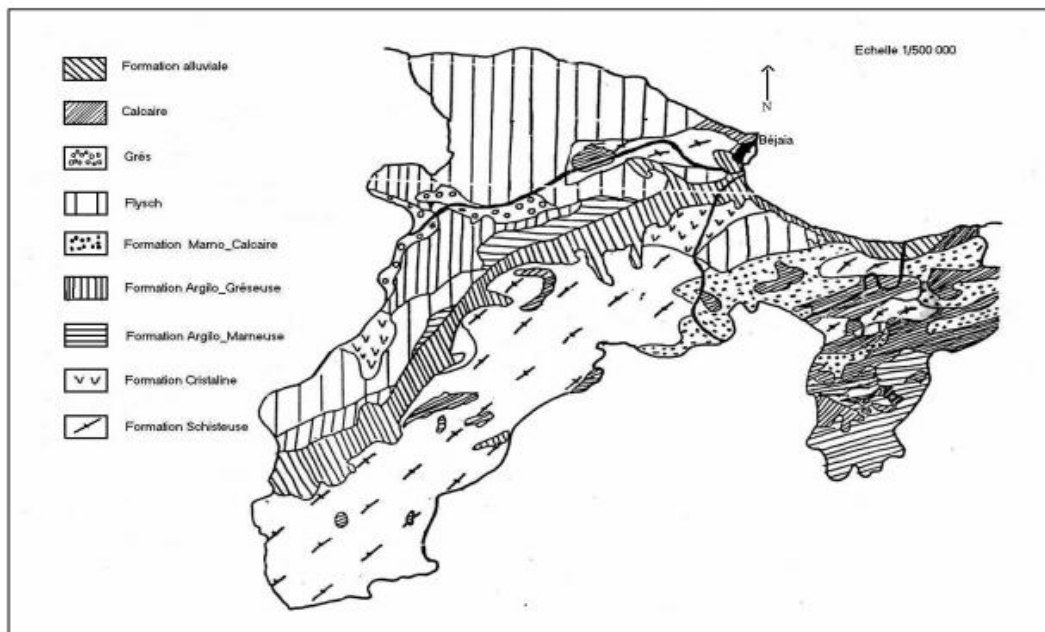 Echelle 1/500 000
N
Béjaia
Formation alluviale
Calcaire
Grès
Flysch
Formation Marno_Calcaire
Formation Argilo_Gréseuse
Formation Argilo_Marneuse
Formation Cristaline
Formation Schisteuse